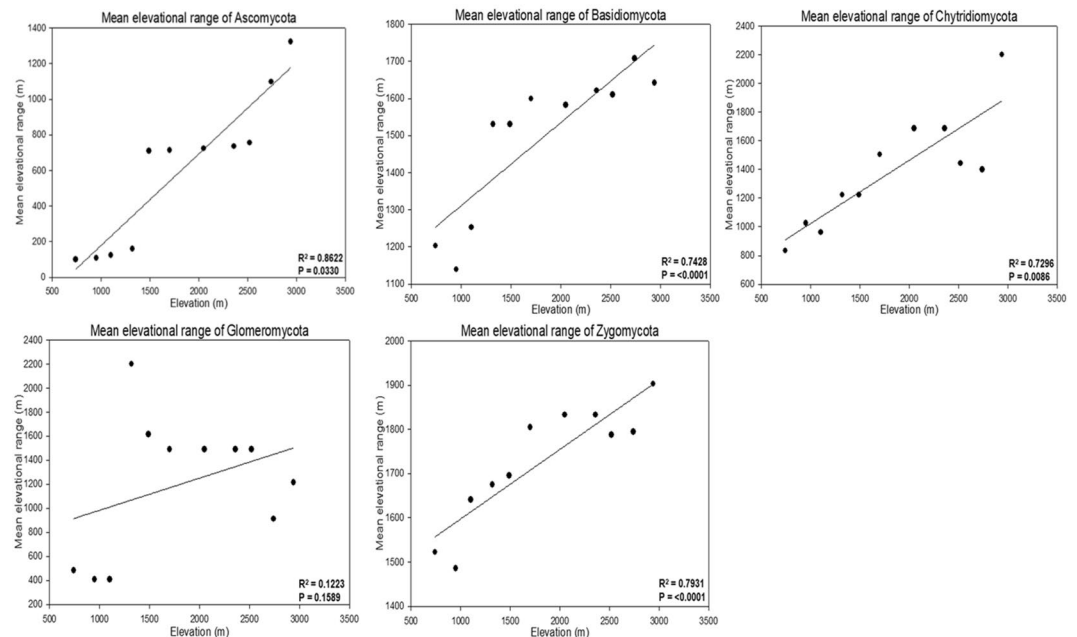 Mean elevational range of Ascomycota
Mean elevational range (m)
1400
1200
1000
800
600
400
200
0
500 1000 1500 2000 2500 3000 3500
Elevation (m)
R² = 0.8622
P = 0.0330
Mean elevational range of Basidiomycota
Mean elevational range (m)
1800
1700
1600
1500
1400
1300
1200
1100
500 1000 1500 2000 2500 3000 3500
Elevation (m)
R² = 0.7428
P = <0.0001
Mean elevational range of Chytridiomycota
Mean elevational range (m)
2400
2200
2000
1800
1600
1400
1200
1000
800
600
500 1000 1500 2000 2500 3000 3500
Elevation (m)
R² = 0.7296
P = 0.0086
Mean elevational range of Glomeromycota
Mean elevational range (m)
2400
2200
2000
1800
1600
1400
1200
1000
800
600
400
200
500 1000 1500 2000 2500 3000 3500
Elevation (m)
R² = 0.1223
P = 0.1589
Mean elevational range of Zygomycota
Mean elevational range (m)
2000
1900
1800
1700
1600
1500
1400
500 1000 1500 2000 2500 3000 3500
Elevation (m)
R² = 0.7931
P = <0.0001